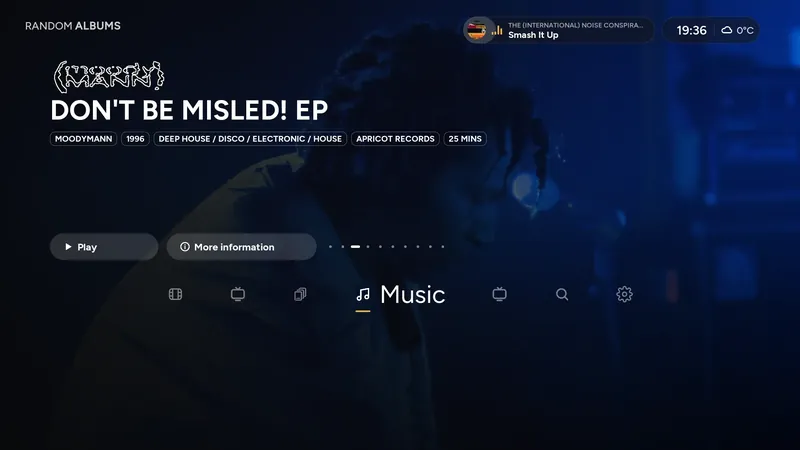 RANDOM ALBUMS
THE (INTERNATIONAL) NOISE CONSPIRA...
Smash It Up
19:36
0°C
DON'T BE MISLED! EP
MOODYMANN
1996
DEEP HOUSE / DISCO / ELECTRONIC / HOUSE
APRICOT RECORDS
25 MINS
Play
More information
Music